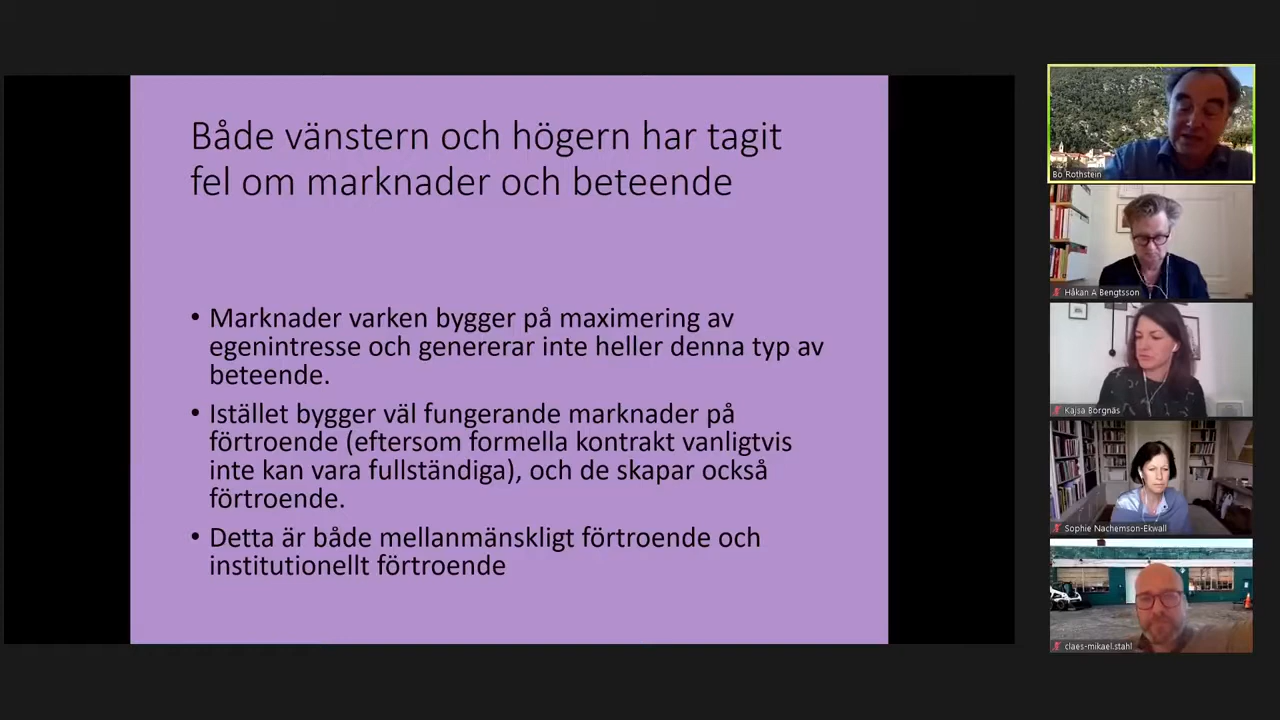 Både vänstern och högern har tagit
fel om marknader och beteende
• Marknader varken bygger på maximering av
egenintresse och genererar inte heller denna typ av
beteende.
• Istället bygger väl fungerande marknader på
förtroende (eftersom formella kontrakt vanligtvis
inte kan vara fullständiga), och de skapar också
förtroende.
• Detta är både mellanmänskligt förtroende och
institutionellt förtroende
Bo Rothstein
Håkan A Bengtsson
Kajsa Borgnäs
Sophie Nachemson-Ekwall
claes-mikael.stahl